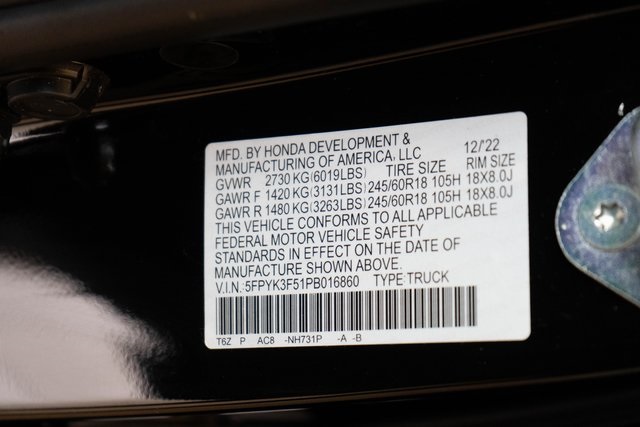 MFD. BY HONDA DEVELOPMENT &
MANUFACTURING OF AMERICA, LLC 12/'22
GVWR 2730 KG(6019LBS) TIRE SIZE RIM SIZE
GAWR F 1420 KG(3131LBS) 245/60R18 105H 18X8.0J
GAWR R 1480 KG(3263LBS) 245/60R18 105H 18X8.0J
THIS VEHICLE CONFORMS TO ALL APPLICABLE
FEDERAL MOTOR VEHICLE SAFETY
STANDARDS IN EFFECT ON THE DATE OF
MANUFACTURE SHOWN ABOVE.
V.I.N. 5FPYK3F51PB016860 TYPE:TRUCK
T6Z P AC8 -NH731P -A -B